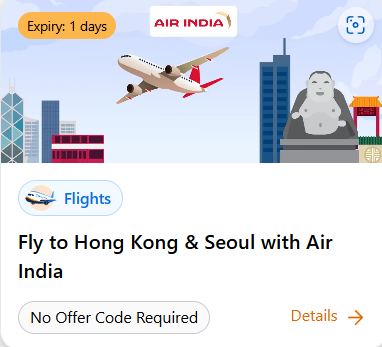 Expiry: 1 days
AIR INDIA
Flights
Fly to Hong Kong & Seoul with Air
India
No Offer Code Required
Details